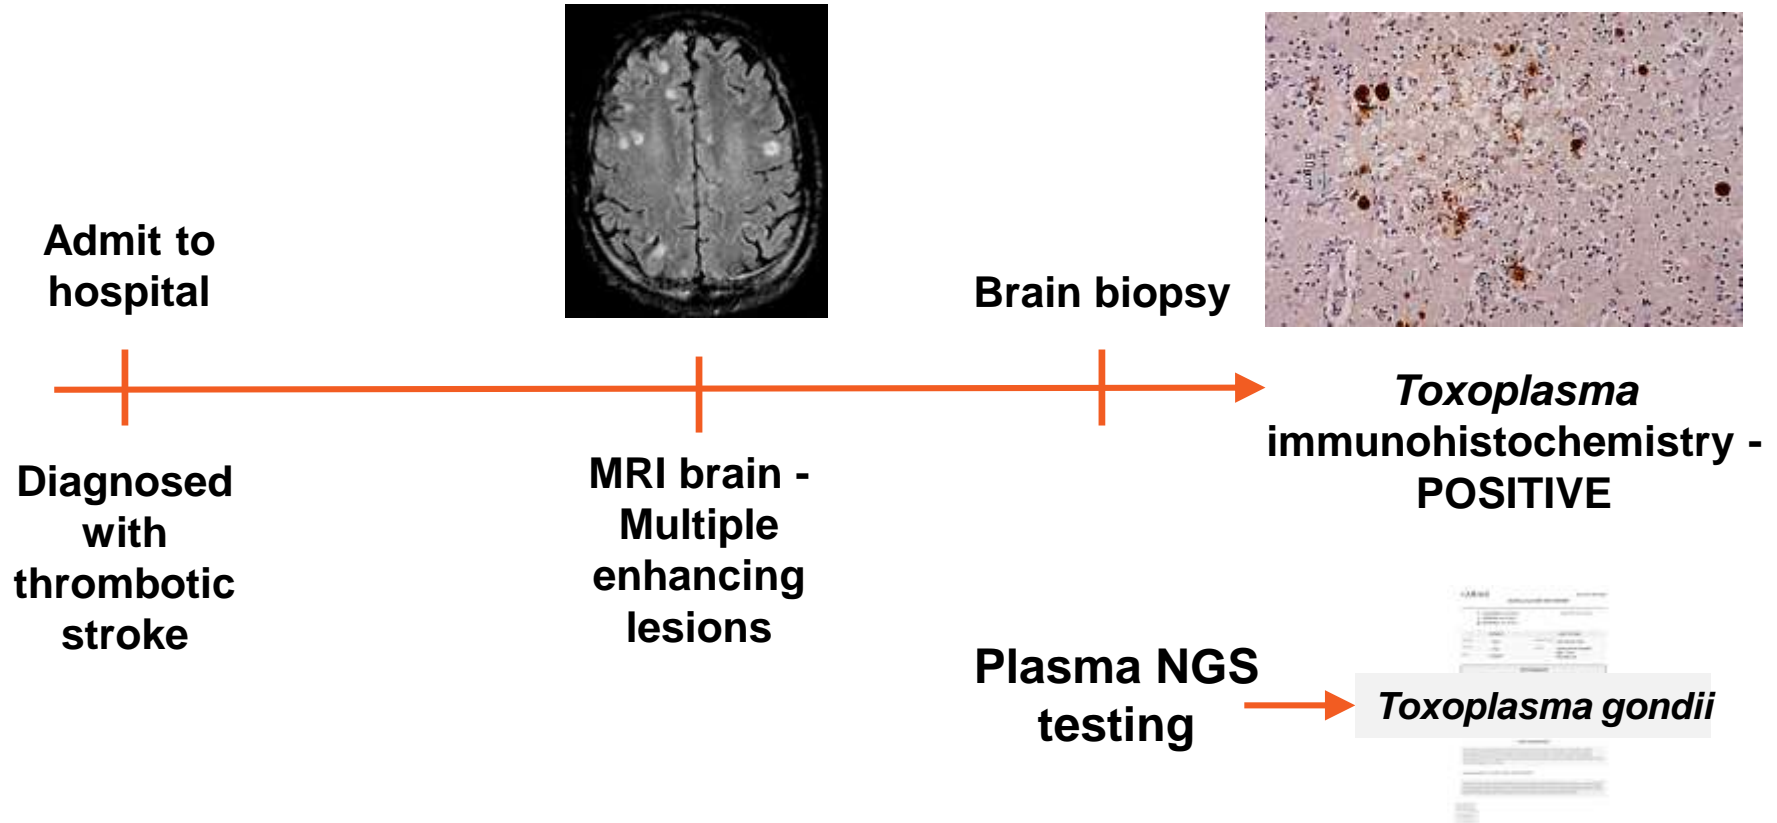 Admit to
hospital
Diagnosed
with
thrombotic
stroke
MRI brain -
Multiple
enhancing
lesions
Brain biopsy
50µm
Toxoplasma
immunohistochemistry -
POSITIVE
Plasma NGS
testing
Toxoplasma gondii